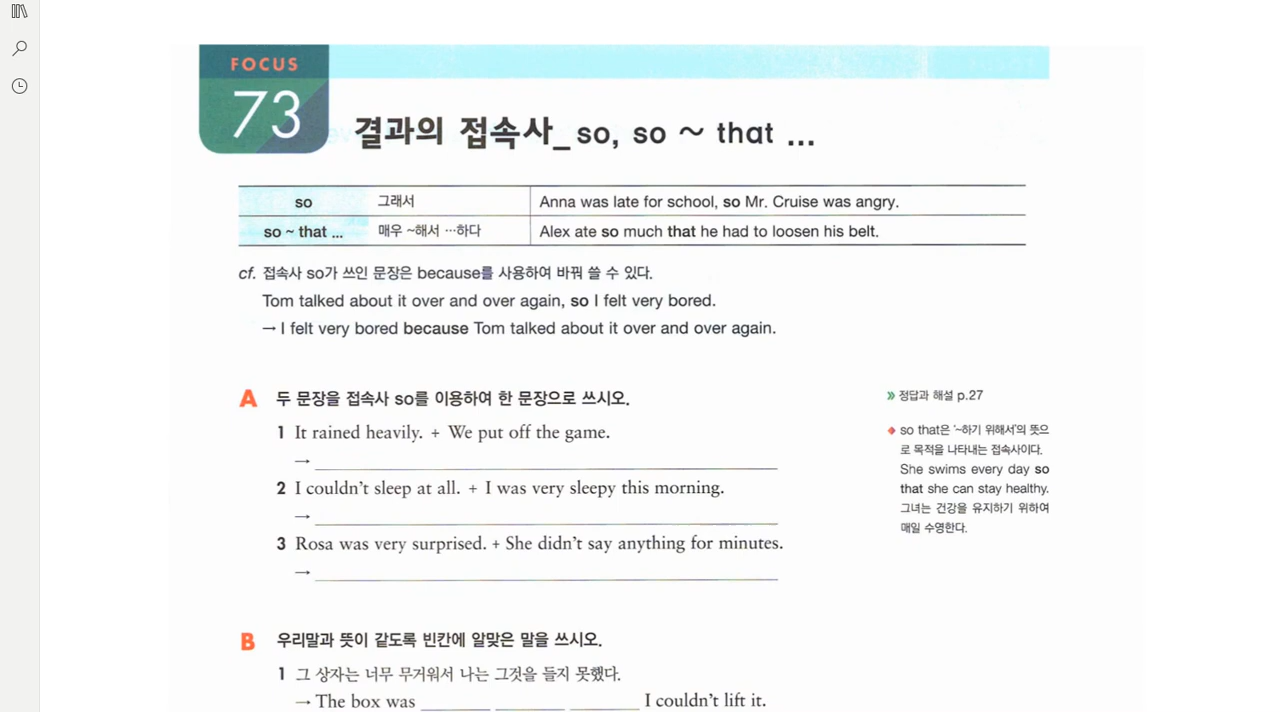 FOCUS
73
결과의 접속사_ so, so ~ that ...
so 그래서 Anna was late for school, so Mr. Cruise was angry.
so ~ that ... 매우 ~해서 …하다 Alex ate so much that he had to loosen his belt.
cf. 접속사 so가 쓰인 문장은 because를 사용하여 바꿔 쓸 수 있다.
Tom talked about it over and over again, so I felt very bored.
→ I felt very bored because Tom talked about it over and over again.
A 두 문장을 접속사 so를 이용하여 한 문장으로 쓰시오.
1 It rained heavily. + We put off the game.
→
2 I couldn't sleep at all. + I was very sleepy this morning.
→
3 Rosa was very surprised. + She didn't say anything for minutes.
→
» 정답과 해설 p.27
◆ so that은 '~하기 위해서'의 뜻으
로 목적을 나타내는 접속사이다.
She swims every day so
that she can stay healthy.
그녀는 건강을 유지하기 위하여
매일 수영한다.
B 우리말과 뜻이 같도록 빈칸에 알맞은 말을 쓰시오.
1 그 상자는 너무 무거워서 나는 그것을 들지 못했다.
→ The box was ________ ________ ________ I couldn't lift it.